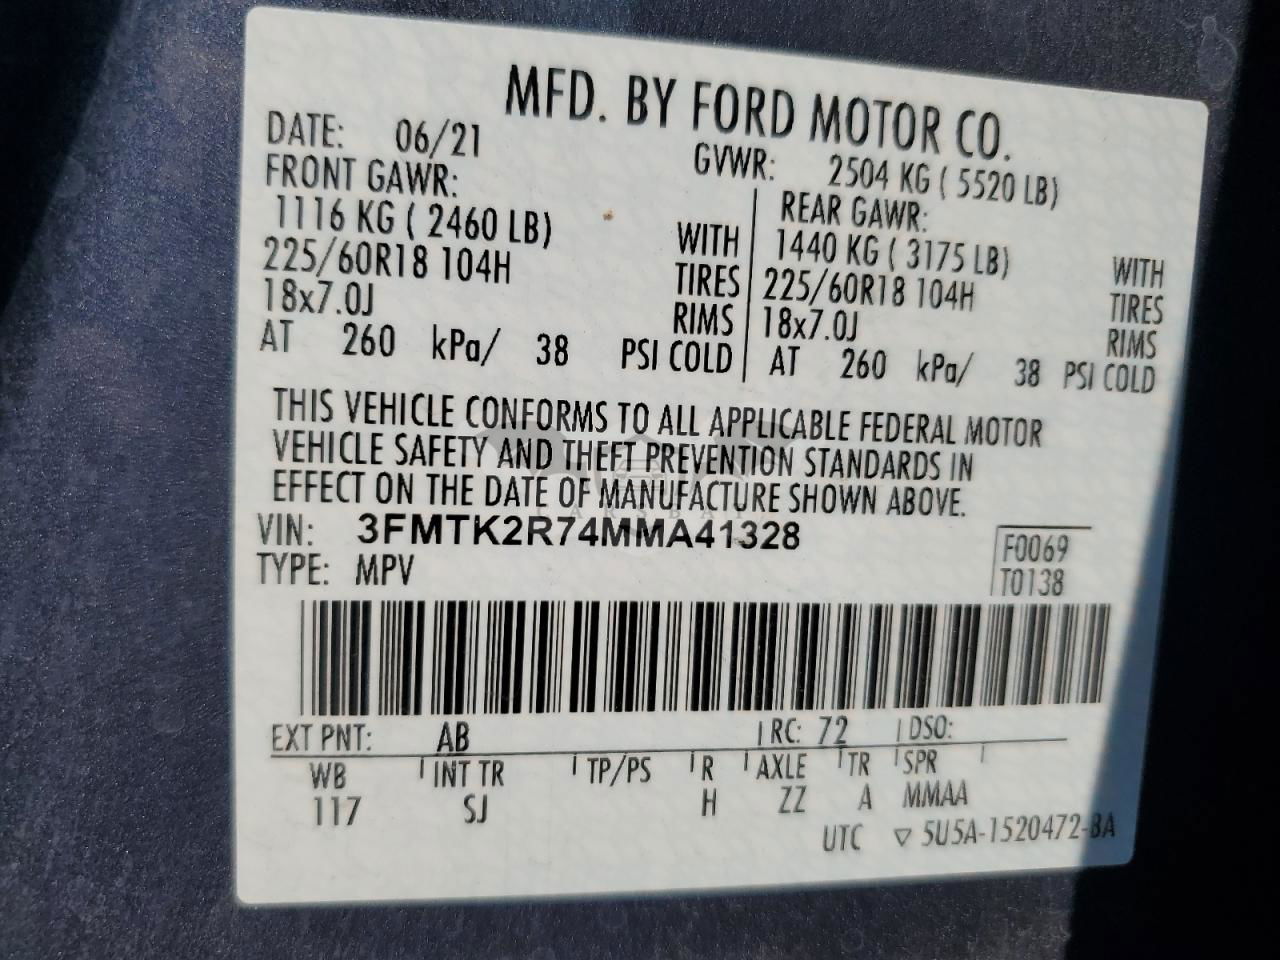 MFD. BY FORD MOTOR CO.
DATE: 06/21 GVWR: 2504 KG ( 5520 LB)
FRONT GAWR: REAR GAWR:
1116 KG ( 2460 LB) WITH 1440 KG ( 3175 LB) WITH
225/60R18 104H TIRES 225/60R18 104H TIRES
18x7.0J RIMS 18x7.0J RIMS
AT 260 kPa/ 38 PSI COLD AT 260 kPa/ 38 PSI COLD
THIS VEHICLE CONFORMS TO ALL APPLICABLE FEDERAL MOTOR
VEHICLE SAFETY AND THEFT PREVENTION STANDARDS IN
EFFECT ON THE DATE OF MANUFACTURE SHOWN ABOVE.
CARSBAT
VIN: 3FMTK2R74MMA41328 F0069
TYPE: MPV T0138
EXT PNT: AB RC: 72 DSO:
WB INT TR TP/PS R AXLE TR SPR
117 SJ H ZZ A MMAA
UTC ▽ 5U5A-1520472-BA